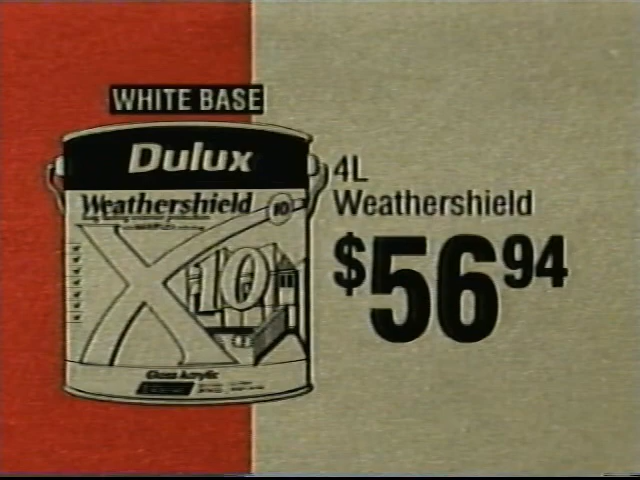 WHITE BASE
Dulux
Weathershield
10
X10
Gloss Acrylic
4L
Weathershield
$56.94